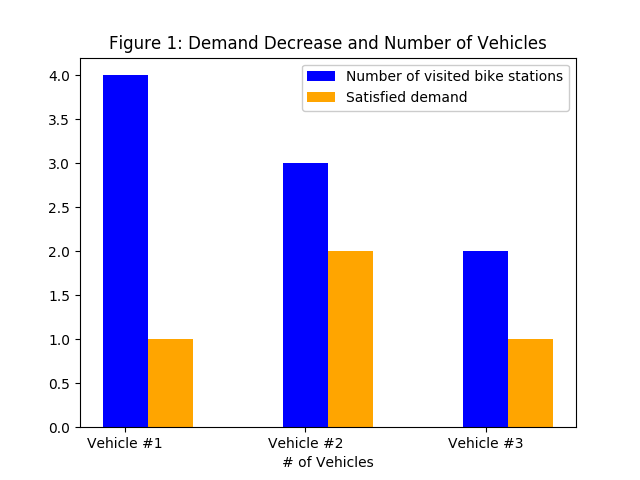 Figure 1: Demand Decrease and Number of Vehicles
Number of visited bike stations
Satisfied demand
4.0
3.5
3.0
2.5
2.0
1.5
1.0
0.5
0.0
Vehicle #1 Vehicle #2 Vehicle #3
# of Vehicles